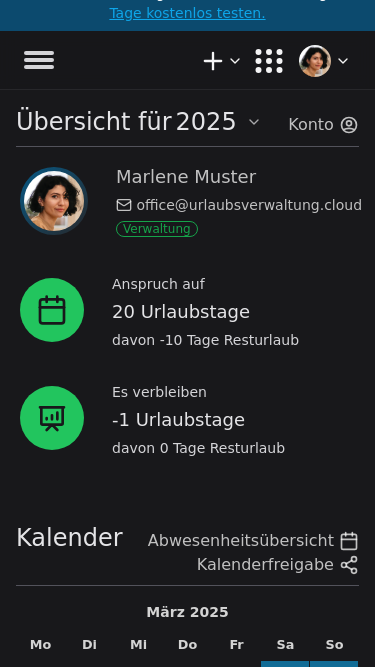 Tage kostenlos testen.
Übersicht für 2025
Konto
Marlene Muster
office@urlaubsverwaltung.cloud
Verwaltung
Anspruch auf
20 Urlaubstage
davon -10 Tage Resturlaub
Es verbleiben
-1 Urlaubstage
davon 0 Tage Resturlaub
Kalender
Abwesenheitsübersicht
Kalenderfreigabe
März 2025
Mo Di Mi Do Fr Sa So